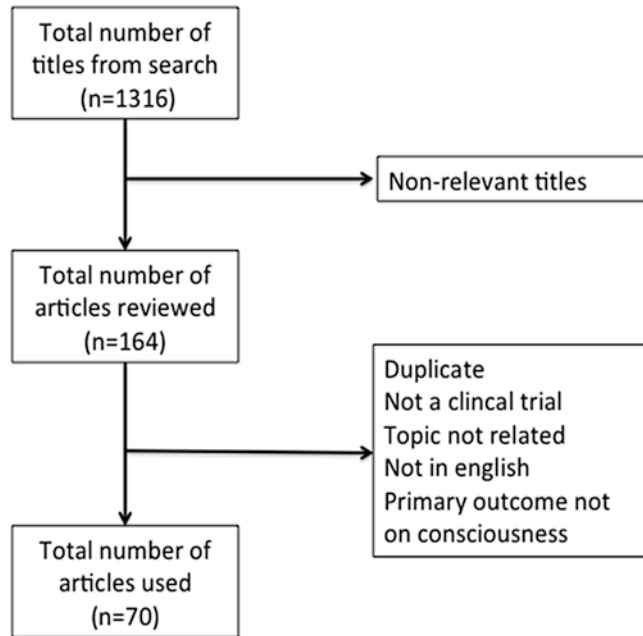 Total number of
titles from search
(n=1316)
Non-relevant titles
Total number of
articles reviewed
(n=164)
Duplicate
Not a clincal trial
Topic not related
Not in english
Primary outcome not
on consciousness
Total number of
articles used
(n=70)